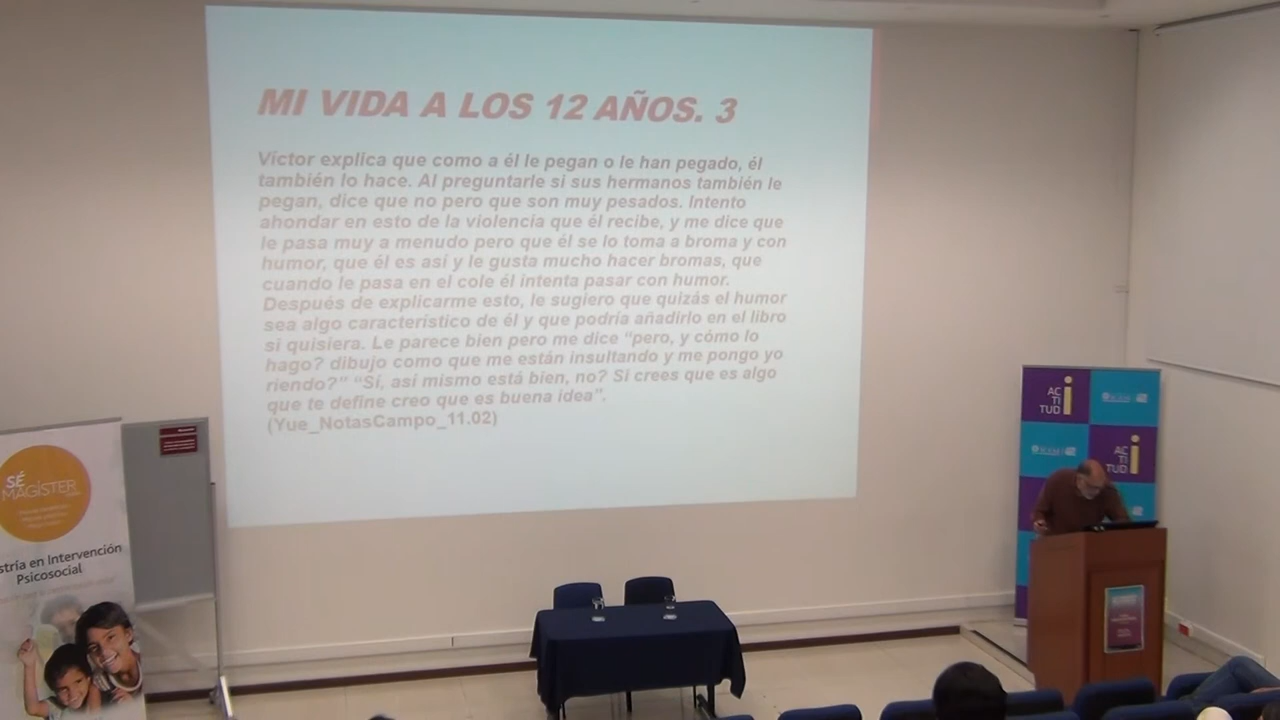 MI VIDA A LOS 12 AÑOS. 3
Víctor explica que como a él le pegan o le han pegado, él
también lo hace. Al preguntarle si sus hermanos también le
pegan, dice que no pero que son muy pesados. Intento
ahondar en esto de la violencia que él recibe, y me dice que
le pasa muy a menudo pero que él se lo toma a broma y con
humor, que él es así y le gusta mucho hacer bromas, que
cuando le pasa en el cole él intenta pasar con humor.
Después de explicarme esto, le sugiero que quizás el humor
sea algo característico de él y que podría añadirlo en el libro
si quisiera. Le parece bien pero me dice “pero, y cómo lo
hago? dibujo como que me están insultando y me pongo yo
riendo?” “Sí, así mismo está bien, no? Si crees que es algo
que te define creo que es buena idea”.
(Yue_NotasCampo_11.02)
SÉ
MAGÍSTER
stría en Intervención
Psicosocial
AC
TI
TUD
i
AC
TI
TUD
i